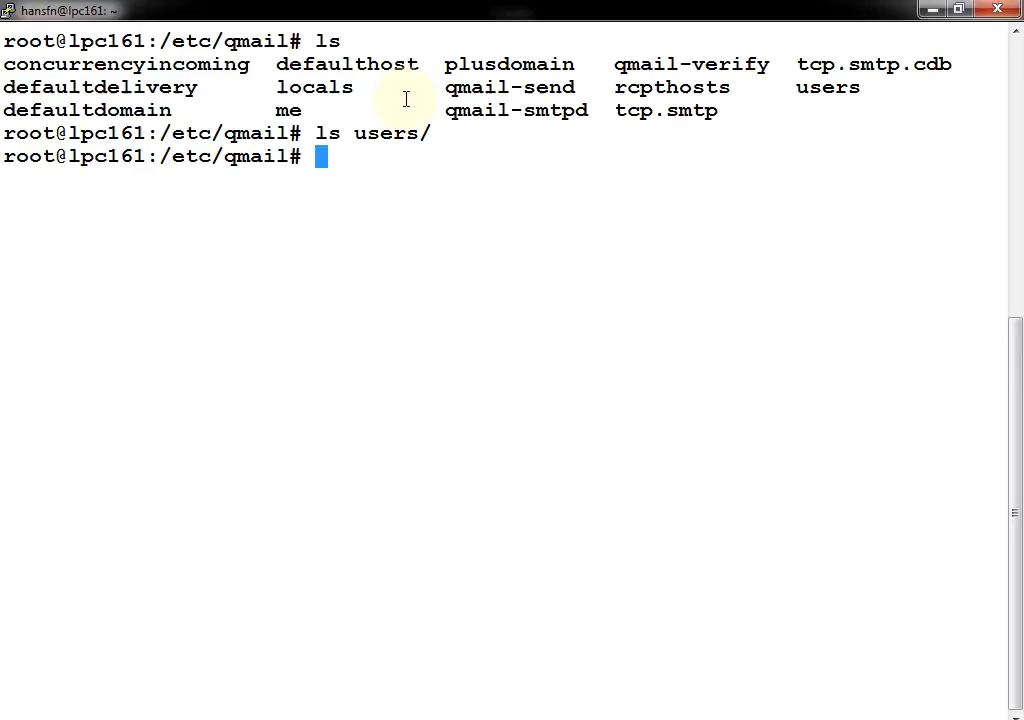 hansfn@lpc161: ~
root@lpc161:/etc/qmail# ls
concurrencyincoming  defaulthost  plusdomain   qmail-verify  tcp.smtp.cdb
defaultdelivery      locals       qmail-send   rcpthosts     users
defaultdomain        me           qmail-smtpd  tcp.smtp
root@lpc161:/etc/qmail# ls users/
root@lpc161:/etc/qmail#